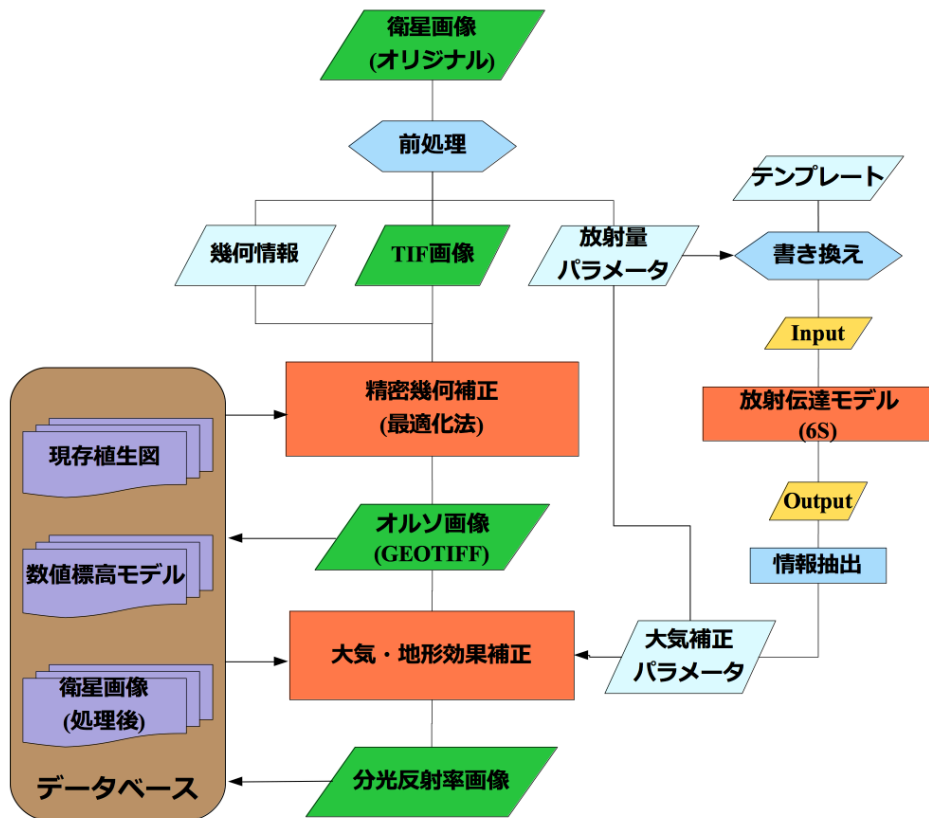 衛星画像
(オリジナル)
前処理
テンプレート
幾何情報
TIF画像
放射量
パラメータ
書き換え
Input
精密幾何補正
(最適化法)
放射伝達モデル
(6S)
現存植生図
Output
オルソ画像
(GEOTIFF)
情報抽出
数値標高モデル
大気・地形効果補正
大気補正
パラメータ
衛星画像
(処理後)
分光反射率画像
データベース